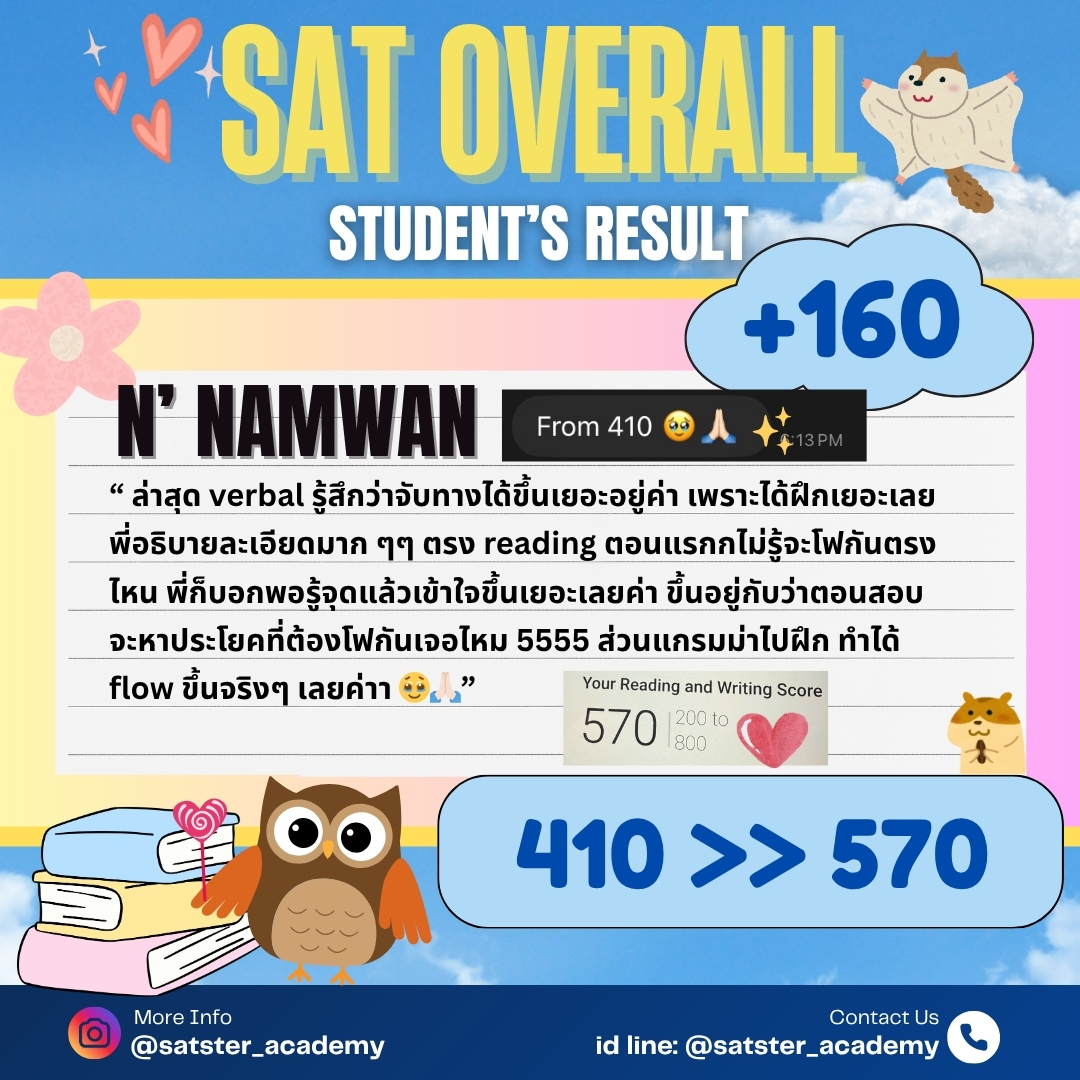 SAT OVERALL
STUDENT’S RESULT
+160
N’ NAMWAN
From 410 🥹🙏🏻
6:13 PM
“ ล่าสุด verbal รู้สึกว่าจับทางได้ขึ้นเยอะอยู่ค่า เพราะได้ฝึกเยอะเลย
พี่อธิบายละเอียดมาก ๆๆ ตรง reading ตอนแรกกไม่รู้จะโฟกันตรง
ไหน พี่ก็บอกพอรู้จุดแล้วเข้าใจขึ้นเยอะเลยค่า ขึ้นอยู่กับว่าตอนสอบ
จะหาประโยคที่ต้องโฟกันเจอไหม 5555 ส่วนแกรมม่าไปฝึก ทำได้
flow ขึ้นจริงๆ เลยค่าา 🥹🙏🏻”
Your Reading and Writing Score
570 | 200 to
800
410 >> 570
More Info
@satster_academy
Contact Us
id line: @satster_academy